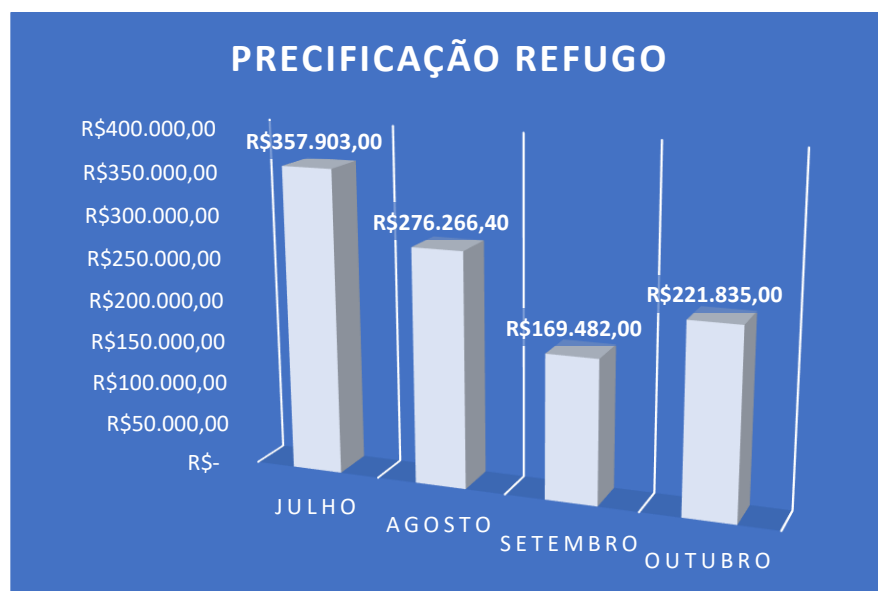 PRECIFICAÇÃO REFUGO
R$400.000,00
R$350.000,00
R$300.000,00
R$250.000,00
R$200.000,00
R$150.000,00
R$100.000,00
R$50.000,00
R$-
R$357.903,00
R$276.266,40
R$169.482,00
R$221.835,00
JULHO
AGOSTO
SETEMBRO
OUTUBRO